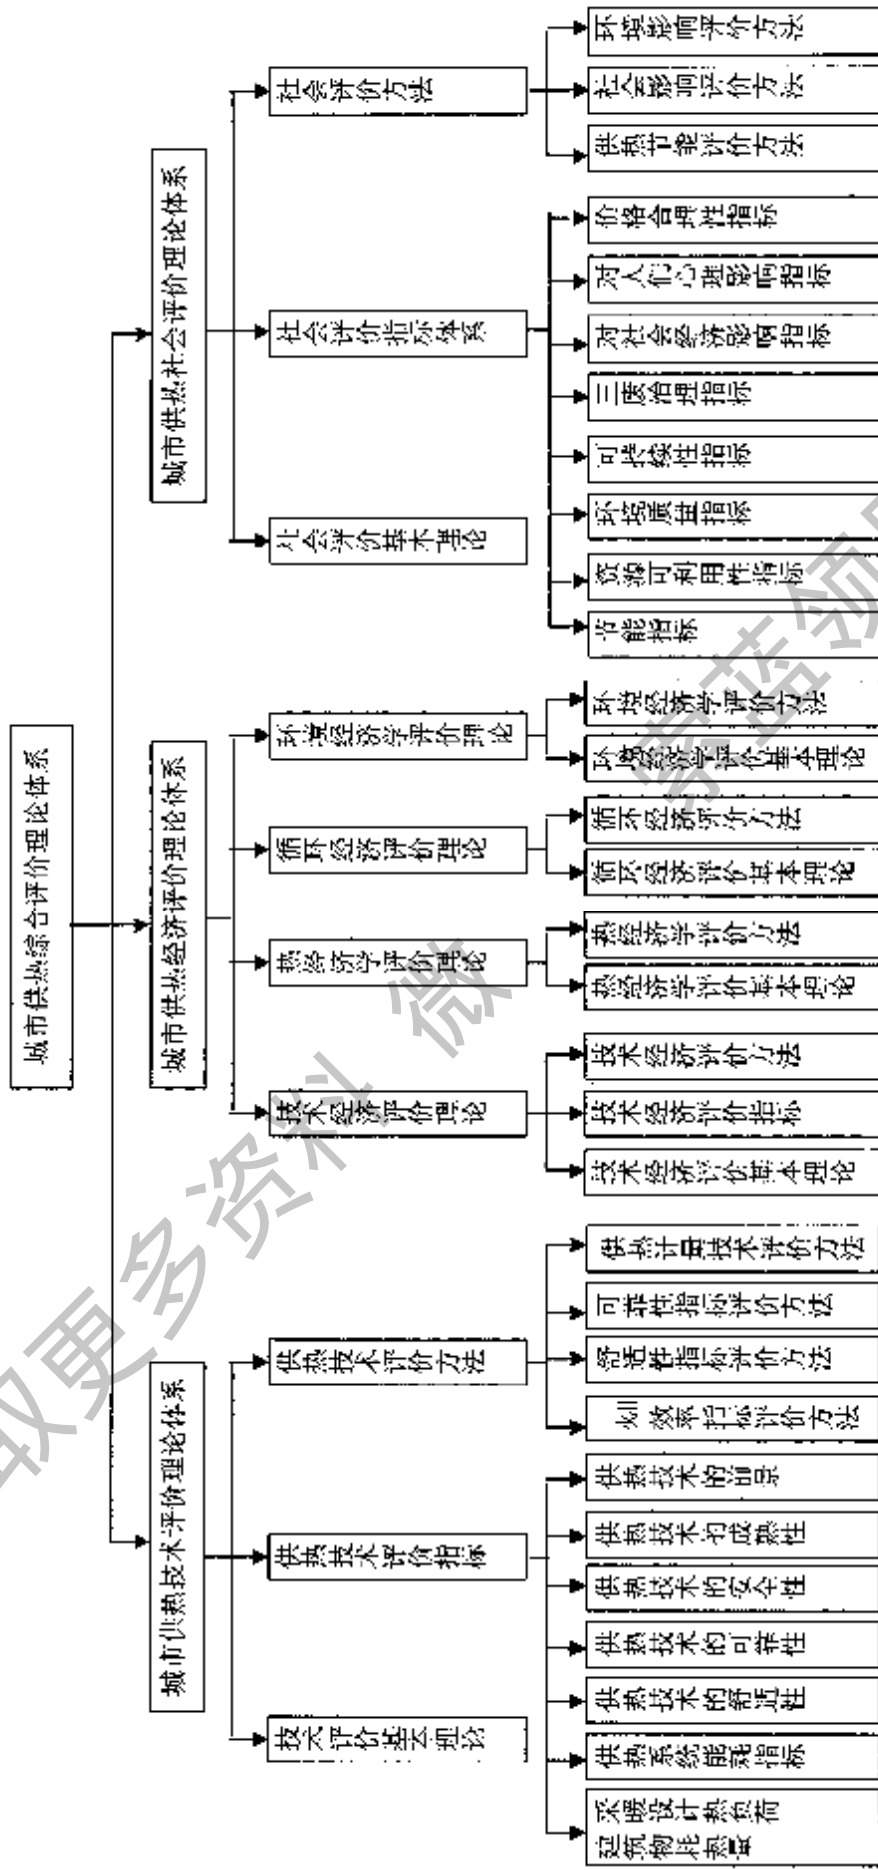 城市供热综合评价理论体系
城市供热技术评价理论体系
城市供热经济评价理论体系
城市供热社会评价理论体系
技术评价基本理论
供热技术评价指标
供热技术评价方法
技术经济评价理论
热经济学评价理论
循环经济评价理论
环境经济学评价理论
社会评价基本理论
社会评价指标体系
社会评价方法
采暖设计热负荷
建筑物耗热量
供热系统能耗指标
供热技术的舒适性
供热技术的可靠性
供热技术的安全性
供热技术的成熟性
供热技术的
效率指标评价方法
舒适性指标评价方法
可靠性指标评价方法
供热计量技术评价方法
技术经济评价基本理论
技术经济评价指标
技术经济评价方法
热经济学评价基本理论
热经济学评价方法
循环经济评价基本理论
循环经济评价方法
环境经济学评价基本理论
环境经济学评价方法
节能指标
资源可利用性指标
环境质量指标
可持续性指标
三废治理指标
对社会经济影响指标
对人们心理影响指标
价格合理性指标
供热节能评价方法
社会影响评价方法
环境影响评价方法
取更多资料 微
索蓝领